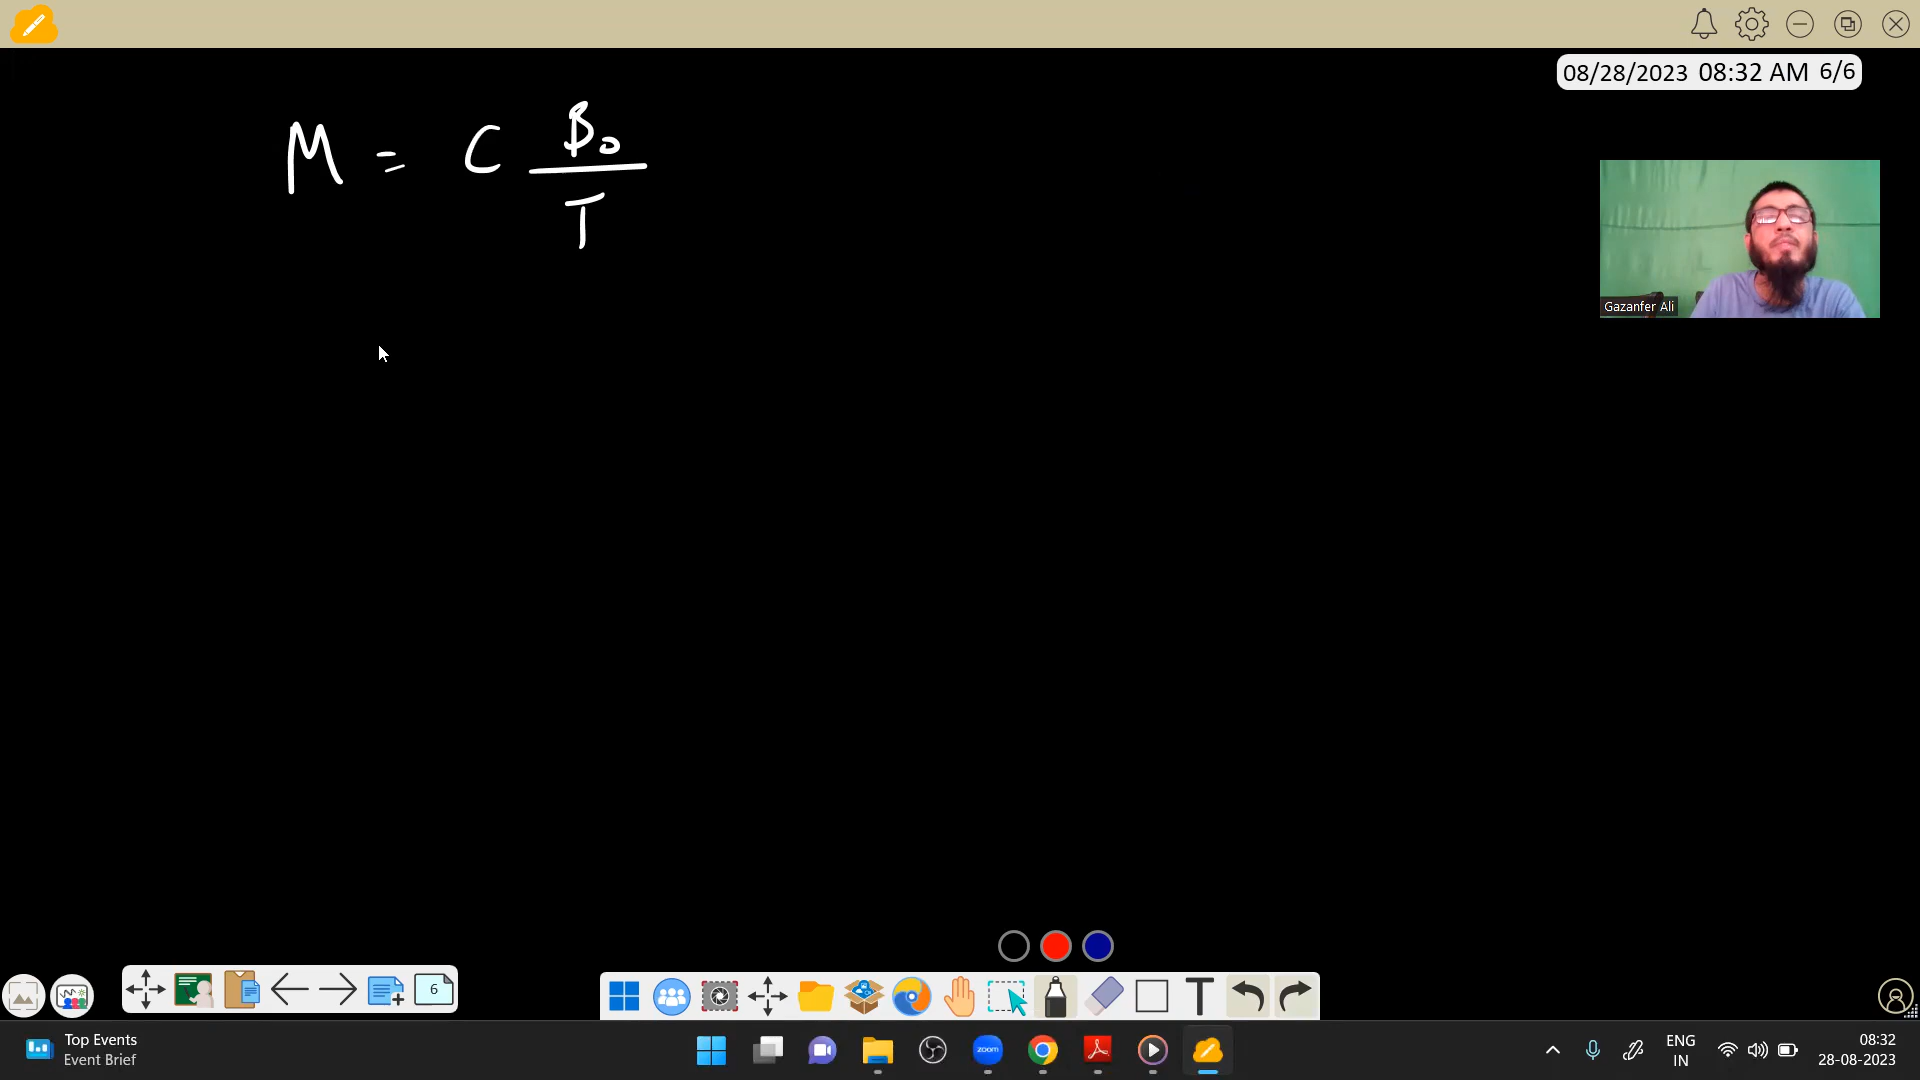 08/28/2023 08:32 AM 6/6
M = C B₀/T
Gazanfer Ali
6
Top Events
Event Brief
zoom
ENG
IN
08:32
28-08-2023